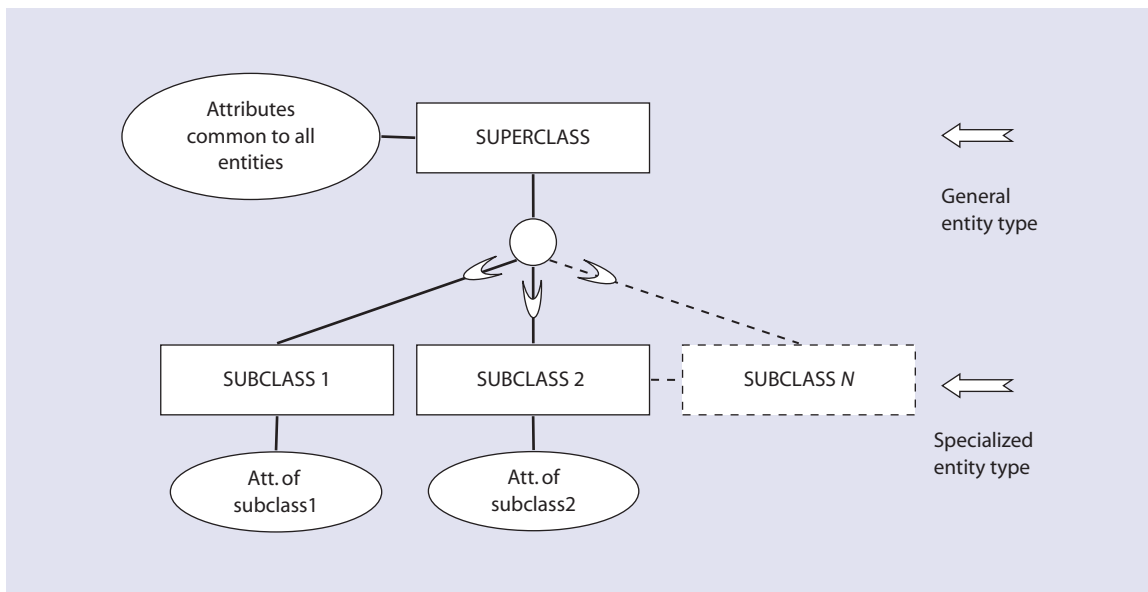 Attributes
common to all
entities
SUPERCLASS
General
entity type
SUBCLASS 1
SUBCLASS 2
SUBCLASS N
Specialized
entity type
Att. of
subclass1
Att. of
subclass2